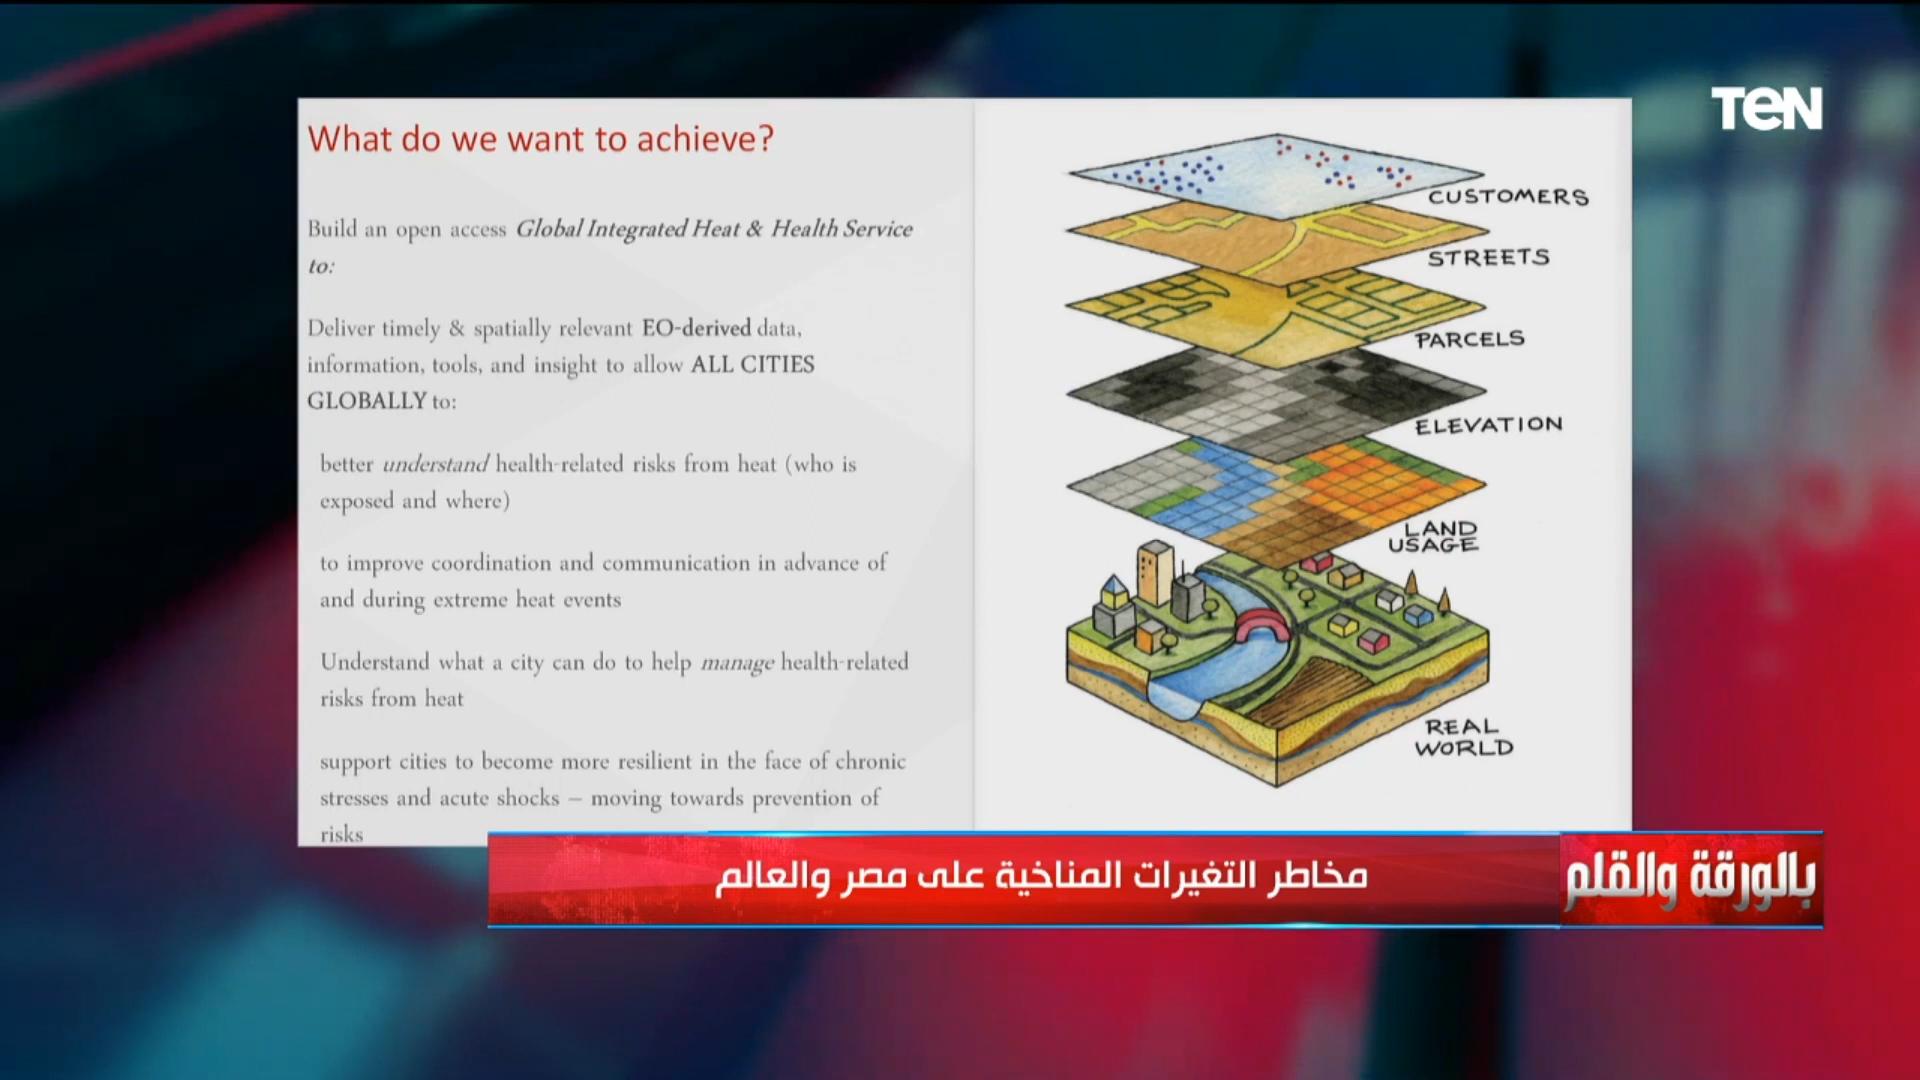 TeN
What do we want to achieve?
Build an open access Global Integrated Heat & Health Service
to:
Deliver timely & spatially relevant EO-derived data,
information, tools, and insight to allow ALL CITIES
GLOBALLY to:
better understand health-related risks from heat (who is
exposed and where)
to improve coordination and communication in advance of
and during extreme heat events
Understand what a city can do to help manage health-related
risks from heat
support cities to become more resilient in the face of chronic
stresses and acute shocks – moving towards prevention of
risks
CUSTOMERS
STREETS
PARCELS
ELEVATION
LAND
USAGE
REAL
WORLD
بالورقة والقلم
مخاطر التغيرات المناخية على مصر والعالم